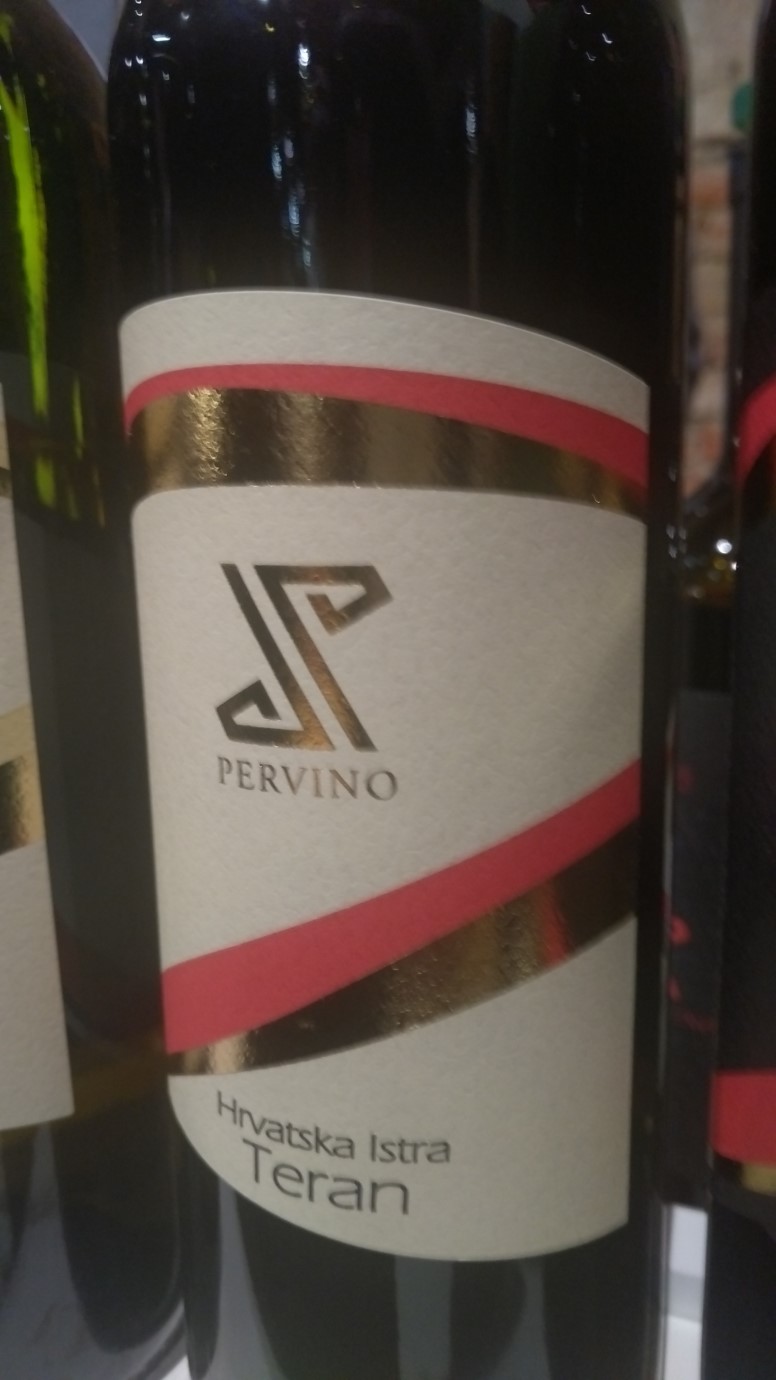 PERVINO
Hrvatska Istra
Teran